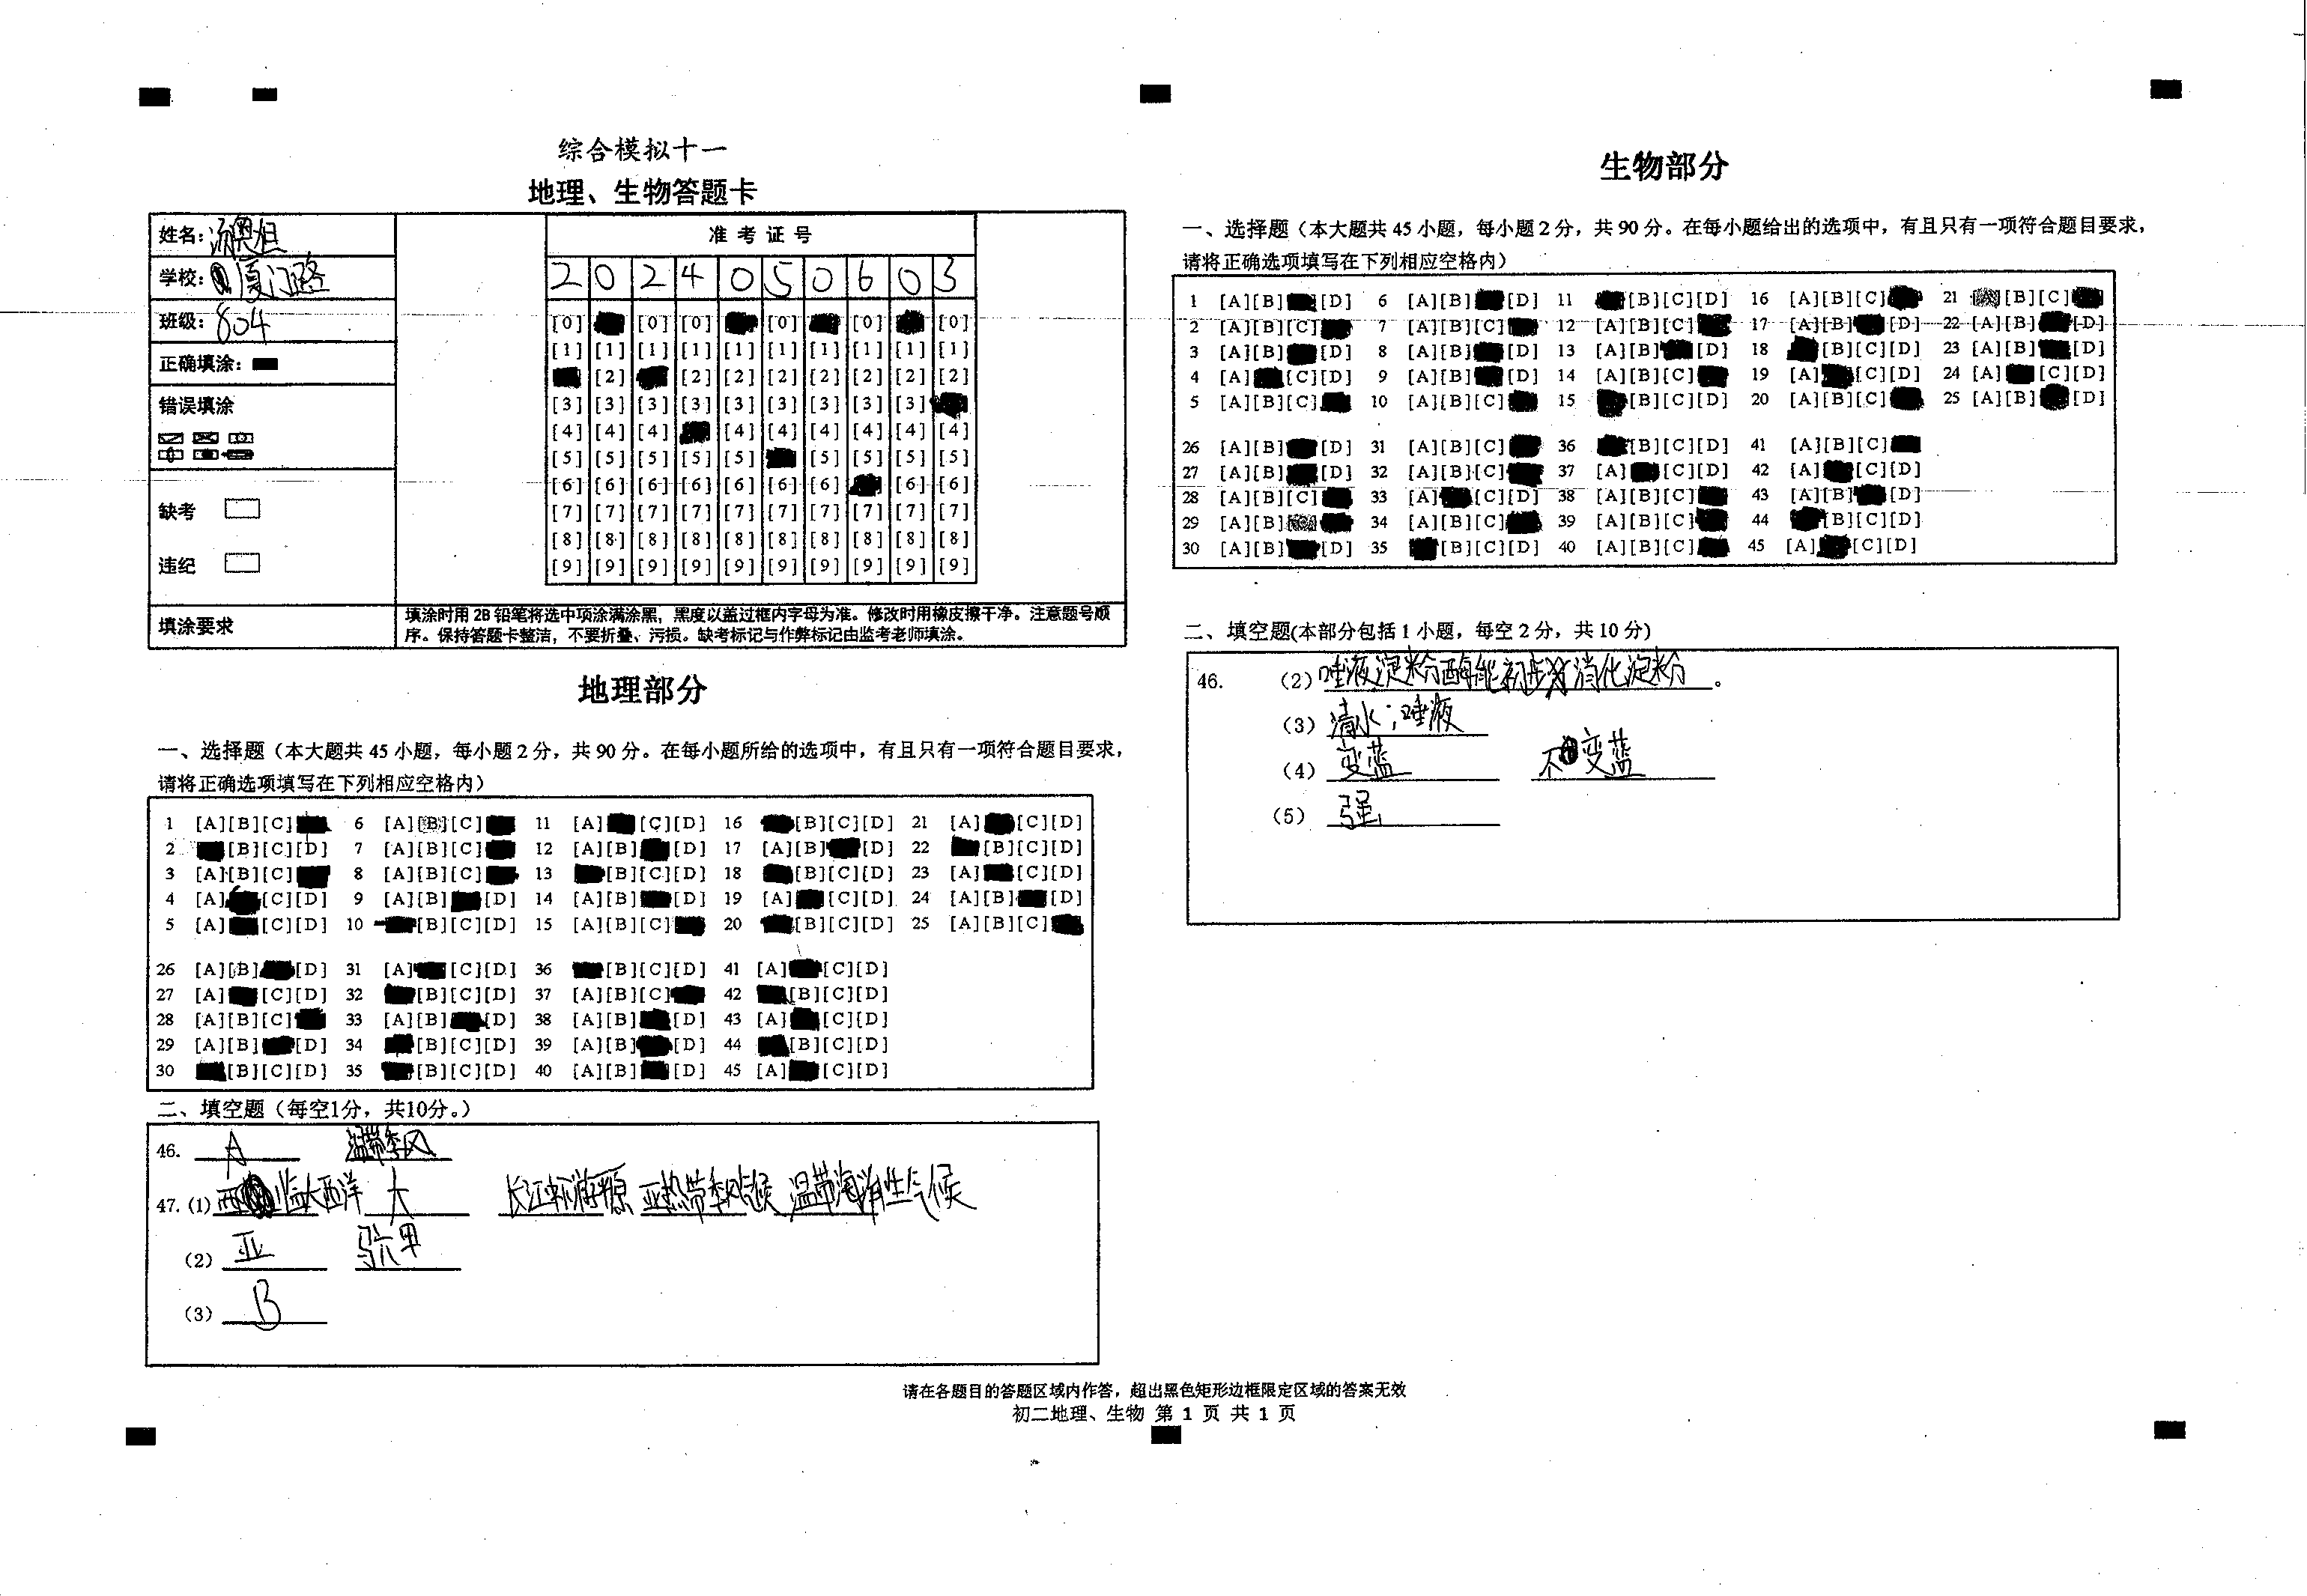 综合模拟十一
地理、生物答题卡
姓名:
学校: 厦门路
班级: 804
正确填涂:
错误填涂
缺考
违纪
准考证号
2 0 2 4 0 5 0 6 0 3
[0] [0] [0] [0] [0] [0]
[1] [1] [1] [1] [1] [1] [1] [1] [1] [1]
[2] [2] [2] [2] [2] [2] [2] [2]
[3] [3] [3] [3] [3] [3] [3] [3] [3]
[4] [4] [4] [4] [4] [4] [4] [4] [4]
[5] [5] [5] [5] [5] [5] [5] [5] [5]
[6] [6] [6] [6] [6] [6] [6] [6] [6]
[7] [7] [7] [7] [7] [7] [7] [7] [7] [7]
[8] [8] [8] [8] [8] [8] [8] [8] [8] [8]
[9] [9] [9] [9] [9] [9] [9] [9] [9] [9]
填涂要求
填涂时用 2B 铅笔将选中项涂满涂黑，黑度以盖过框内字母为准。修改时用橡皮擦干净。注意题号顺
序。保持答题卡整洁，不要折叠、污损。缺考标记与作弊标记由监考老师填涂。
地理部分
一、选择题（本大题共 45 小题，每小题 2 分，共 90 分。在每小题所给的选项中，有且只有一项符合题目要求，
请将正确选项填写在下列相应空格内）
1 [A][B][C] 6 [A][B][C] 11 [A] [C][D] 16 [B][C][D] 21 [A] [C][D]
2 [B][C][D] 7 [A][B][C] 12 [A][B] [D] 17 [A][B] [D] 22 [B][C][D]
3 [A][B][C] 8 [A][B][C] 13 [B][C][D] 18 [B][C][D] 23 [A] [C][D]
4 [A] [C][D] 9 [A][B] [D] 14 [A][B] [D] 19 [A] [C][D] 24 [A][B] [D]
5 [A] [C][D] 10 [B][C][D] 15 [A][B][C] 20 [B][C][D] 25 [A][B][C]
26 [A][B] [D] 31 [A] [C][D] 36 [B][C][D] 41 [A] [C][D]
27 [A] [C][D] 32 [B][C][D] 37 [A][B][C] 42 [B][C][D]
28 [A][B][C] 33 [A][B] [D] 38 [A][B] [D] 43 [A] [C][D]
29 [A][B] [D] 34 [B][C][D] 39 [A][B] [D] 44 [B][C][D]
30 [B][C][D] 35 [B][C][D] 40 [A][B] [D] 45 [A] [C][D]
二、填空题（每空1分，共10分。）
46. A 温带季风
47. (1) 西临大西洋 大 长江中下游平原 亚热带季风气候 温带海洋性气候
(2) 亚
(3) B
生物部分
一、选择题（本大题共 45 小题，每小题 2 分，共 90 分。在每小题给出的选项中，有且只有一项符合题目要求，
请将正确选项填写在下列相应空格内）
1 [A][B] [D] 6 [A][B] [D] 11 [B][C][D] 16 [A][B][C] 21 [A][B][C]
2 [A][B][C] 7 [A][B][C] 12 [A][B][C] 17 [A][B] [D] 22 [A][B] [D]
3 [A][B] [D] 8 [A][B] [D] 13 [A][B] [D] 18 [B][C][D] 23 [A][B] [D]
4 [A] [C][D] 9 [A][B] [D] 14 [A][B][C] 19 [A] [C][D] 24 [A] [C][D]
5 [A][B][C] 10 [A][B][C] 15 [B][C][D] 20 [A][B][C] 25 [A][B] [D]
26 [A][B] [D] 31 [A][B][C] 36 [B][C][D] 41 [A][B][C]
27 [A][B] [D] 32 [A][B][C] 37 [A] [C][D] 42 [A] [C][D]
28 [A][B][C] 33 [A] [C][D] 38 [A][B][C] 43 [A][B] [D]
29 [A][B][C] 34 [A][B][C] 39 [A][B][C] 44 [B][C][D]
30 [A][B] [D] 35 [B][C][D] 40 [A][B][C] 45 [A] [C][D]
二、填空题(本部分包括 1 小题，每空 2 分，共 10 分)
46. (2) 唾液淀粉酶能初步消化淀粉。
(3) 清水；唾液
(4) 变蓝 不变蓝
(5) 强
请在各题目的答题区域内作答，超出黑色矩形边框限定区域的答案无效
初二地理、生物 第 1 页 共 1 页